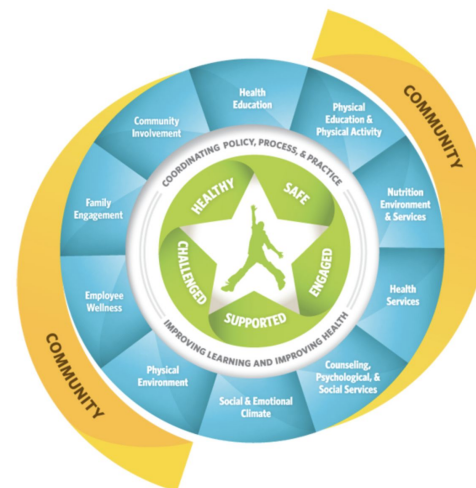 COMMUNITY
Health
Education
Physical
Education &
Physical Activity
Nutrition
Environment
& Services
Health
Services
Counseling,
Psychological, &
Social Services
Social & Emotional
Climate
Physical
Environment
Employee
Wellness
Family
Engagement
Community
Involvement
COORDINATING POLICY, PROCESS, & PRACTICE
IMPROVING LEARNING AND IMPROVING HEALTH
HEALTHY
SAFE
ENGAGED
SUPPORTED
CHALLENGED
COMMUNITY